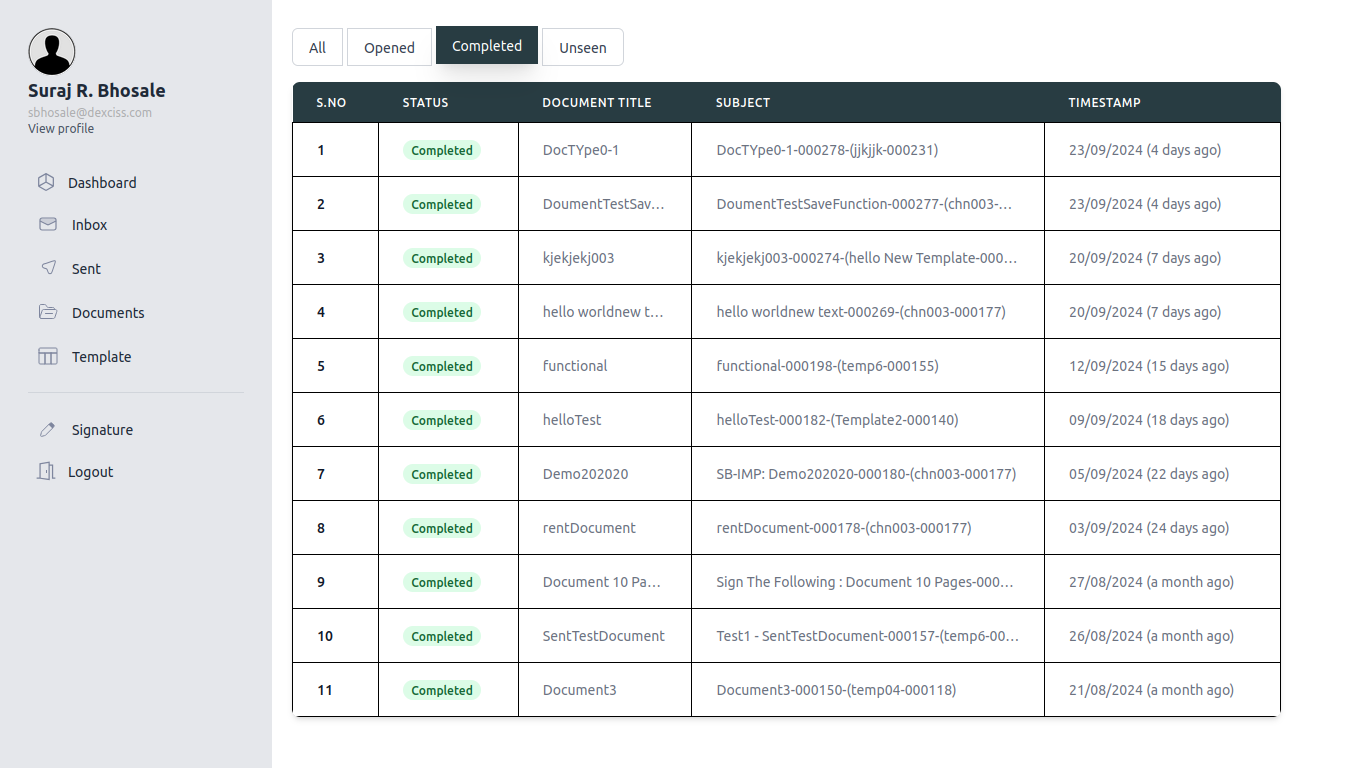 Suraj R. Bhosale
sbhosale@dexciss.com
View profile
Dashboard
Inbox
Sent
Documents
Template
Signature
Logout
All Opened Completed Unseen
S.NO STATUS DOCUMENT TITLE SUBJECT TIMESTAMP
1 Completed DocTYpe0-1 DocTYpe0-1-000278-(jjkjjk-000231) 23/09/2024 (4 days ago)
2 Completed DoumentTestSav... DoumentTestSaveFunction-000277-(chn003-... 23/09/2024 (4 days ago)
3 Completed kjekjekj003 kjekjekj003-000274-(hello New Template-000... 20/09/2024 (7 days ago)
4 Completed hello worldnew t... hello worldnew text-000269-(chn003-000177) 20/09/2024 (7 days ago)
5 Completed functional functional-000198-(temp6-000155) 12/09/2024 (15 days ago)
6 Completed helloTest helloTest-000182-(Template2-000140) 09/09/2024 (18 days ago)
7 Completed Demo202020 SB-IMP: Demo202020-000180-(chn003-000177) 05/09/2024 (22 days ago)
8 Completed rentDocument rentDocument-000178-(chn003-000177) 03/09/2024 (24 days ago)
9 Completed Document 10 Pa... Sign The Following : Document 10 Pages-000... 27/08/2024 (a month ago)
10 Completed SentTestDocument Test1 - SentTestDocument-000157-(temp6-00... 26/08/2024 (a month ago)
11 Completed Document3 Document3-000150-(temp04-000118) 21/08/2024 (a month ago)